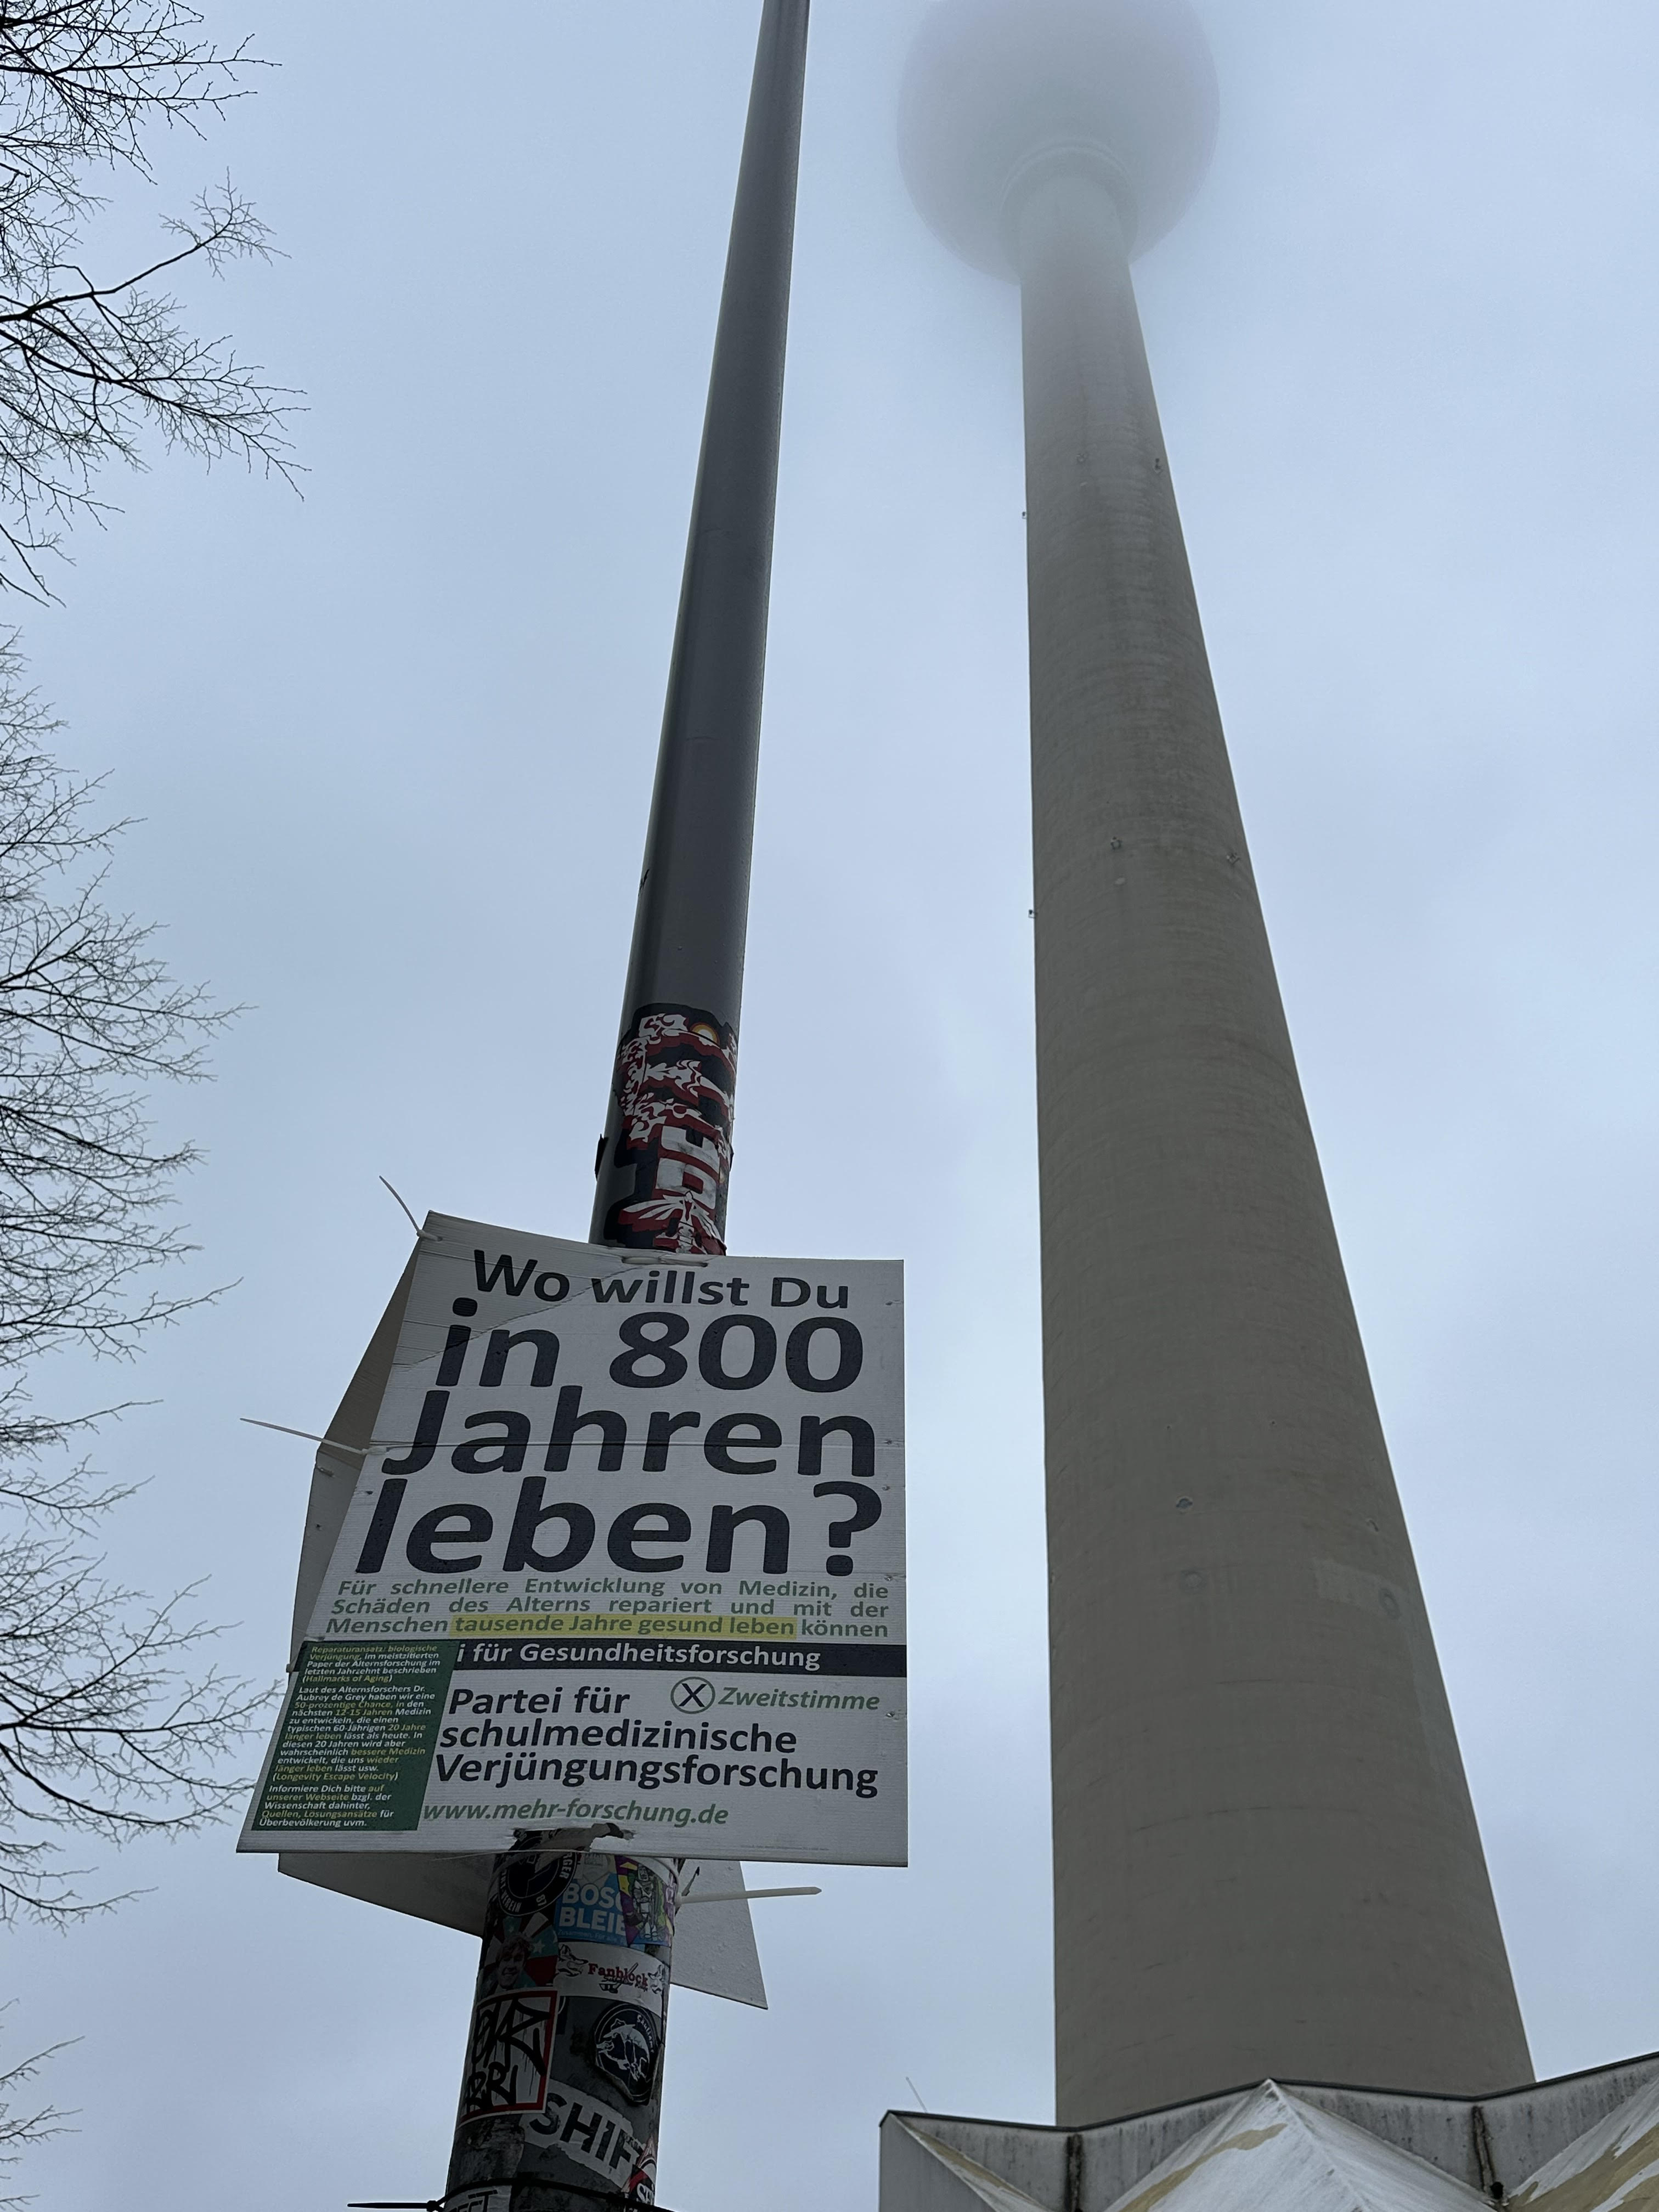 Wo willst Du
in 800
Jahren
leben?
Für schnellere Entwicklung von Medizin, die
Schäden des Alterns repariert und mit der
Menschen tausende Jahre gesund leben können
i für Gesundheitsforschung
Reparaturansatz: biologische
Verjüngung, im meistzitierten
Paper der Alternsforschung im
letzten Jahrzehnt beschrieben
(Hallmarks of Aging)
Laut des Alternsforschers Dr.
Aubrey de Grey haben wir eine
50-prozentige Chance, in den
nächsten 12-15 Jahren Medizin
zu entwickeln, die einen
typischen 60-Jährigen 20 Jahre
länger leben lässt als heute. In
diesen 20 Jahren wird aber
wahrscheinlich bessere Medizin
entwickelt, die uns wieder
länger leben lässt usw.
(Longevity Escape Velocity)
Informiere Dich bitte auf
unserer Webseite bzgl. der
Wissenschaft dahinter,
Quellen, Lösungsansätze für
Überbevölkerung uvm.
Partei für
Zweitstimme
schulmedizinische
Verjüngungsforschung
www.mehr-forschung.de
BOS
BLEI
Fanblock
SHIF